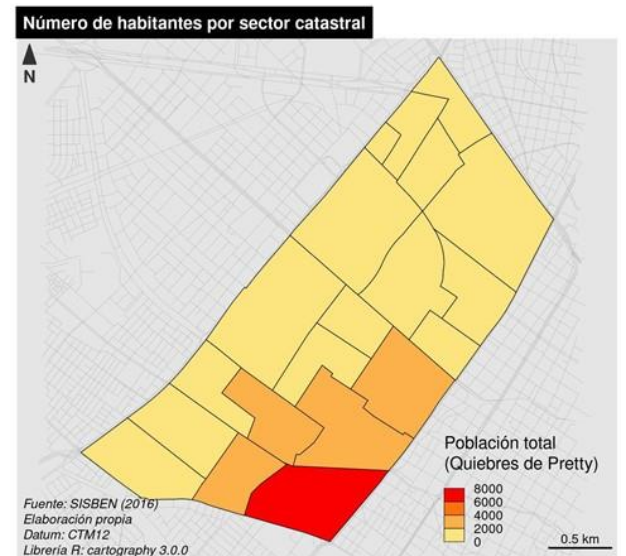 Número de habitantes por sector catastral
N
Población total
(Quiebres de Pretty)
8000
6000
4000
2000
0
Fuente: SISBEN (2016)
Elaboración propia
Datum: CTM12
Librería R: cartography 3.0.0
0.5 km